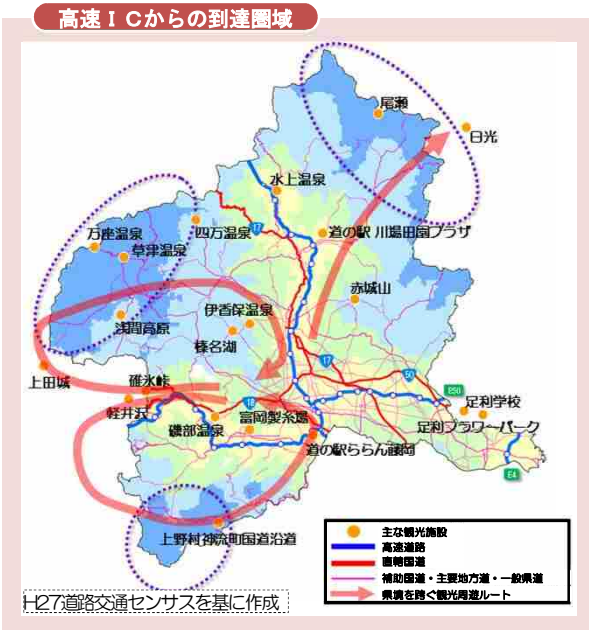 高速ＩＣからの到達圏域
尾瀬
日光
水上温泉
四万温泉
17
道の駅 川場田園プラザ
万座温泉
草津温泉
赤城山
浅間高原
伊香保温泉
榛名湖
上田城
碓氷峠
17
50
E50
軽井沢
18
足利学校
磯部温泉
富岡製糸場
足利フラワーパーク
道の駅ららん藤岡
E4
上野村神流町国道沿道
主な観光施設
高速道路
直轄国道
補助国道・主要地方道・一般県道
県境を跨ぐ観光周遊ルート
H27道路交通センサスを基に作成